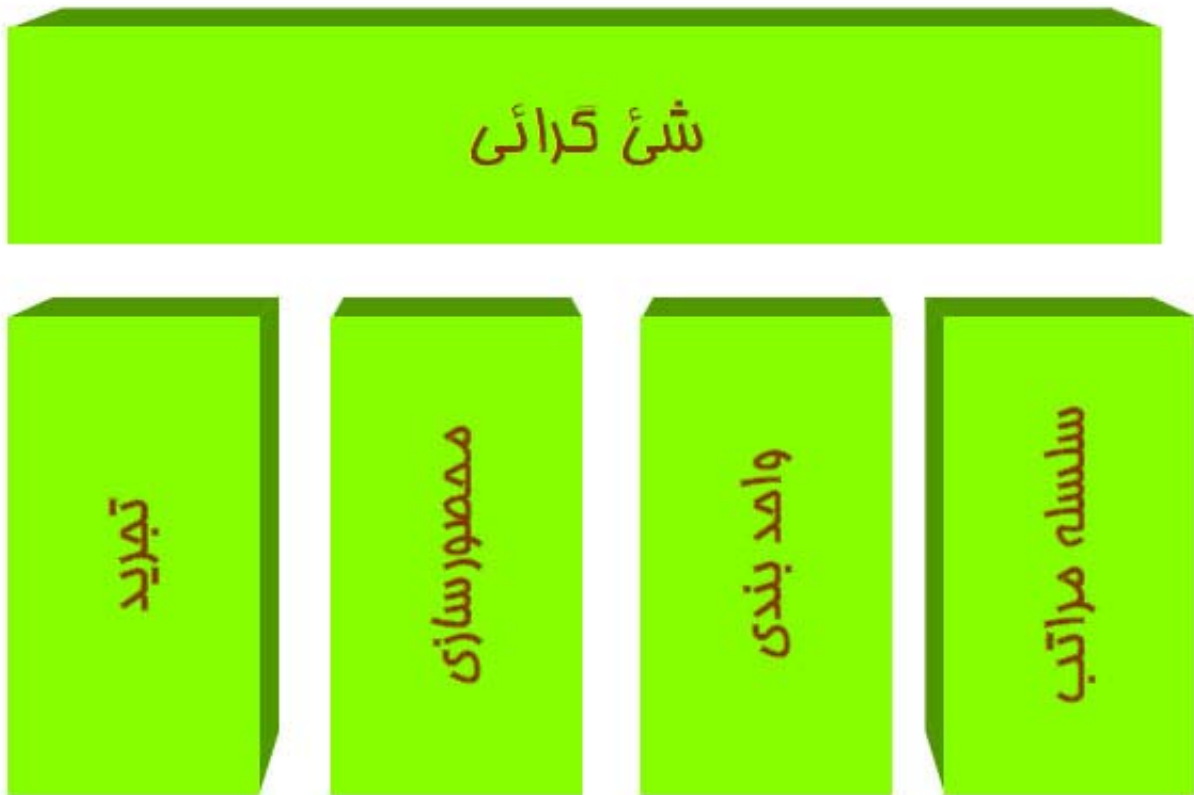 شئ گرائی
سلسله مراتب
واحد بندی
محصورسازی
تجرید